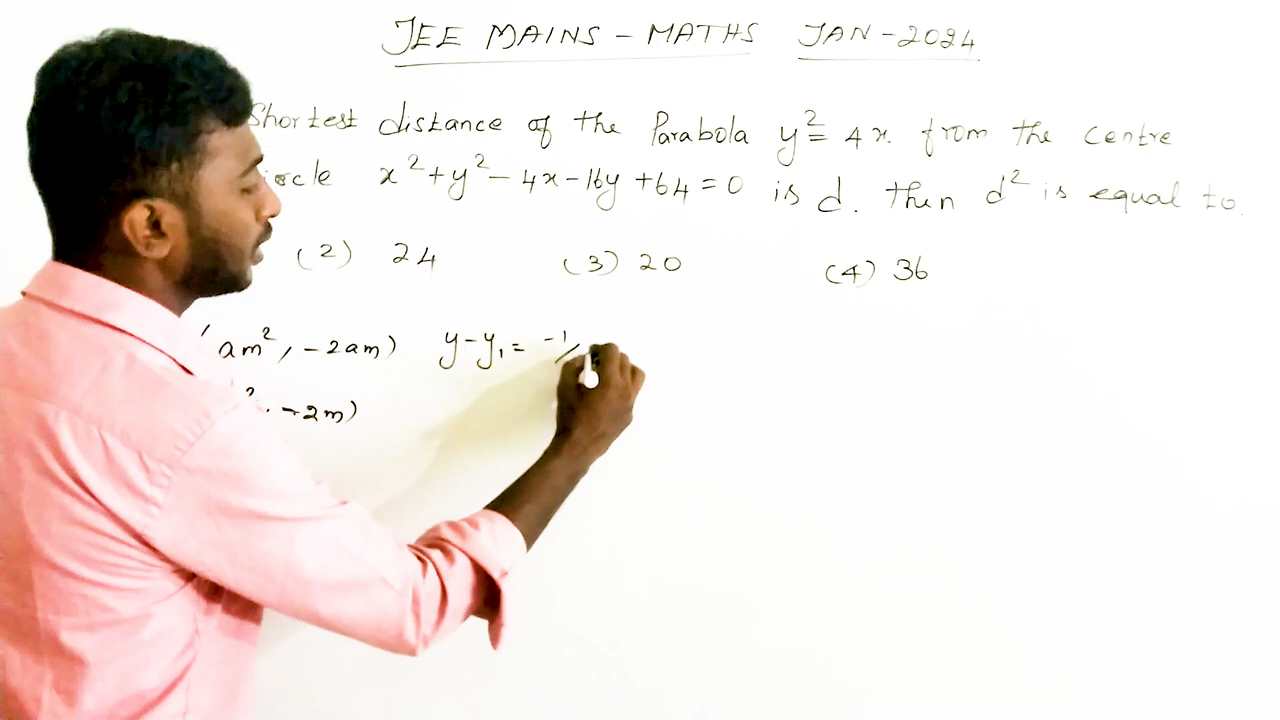 JEE MAINS - MATHS JAN-2024
Shortest distance of the Parabola y² = 4x. from the centre
x² + y² - 4x - 16y + 64 = 0 is d. Then d² is equal to.
(2) 24 (3) 20 (4) 36
(am², -2am) y - y₁ = -1/
², -2m)